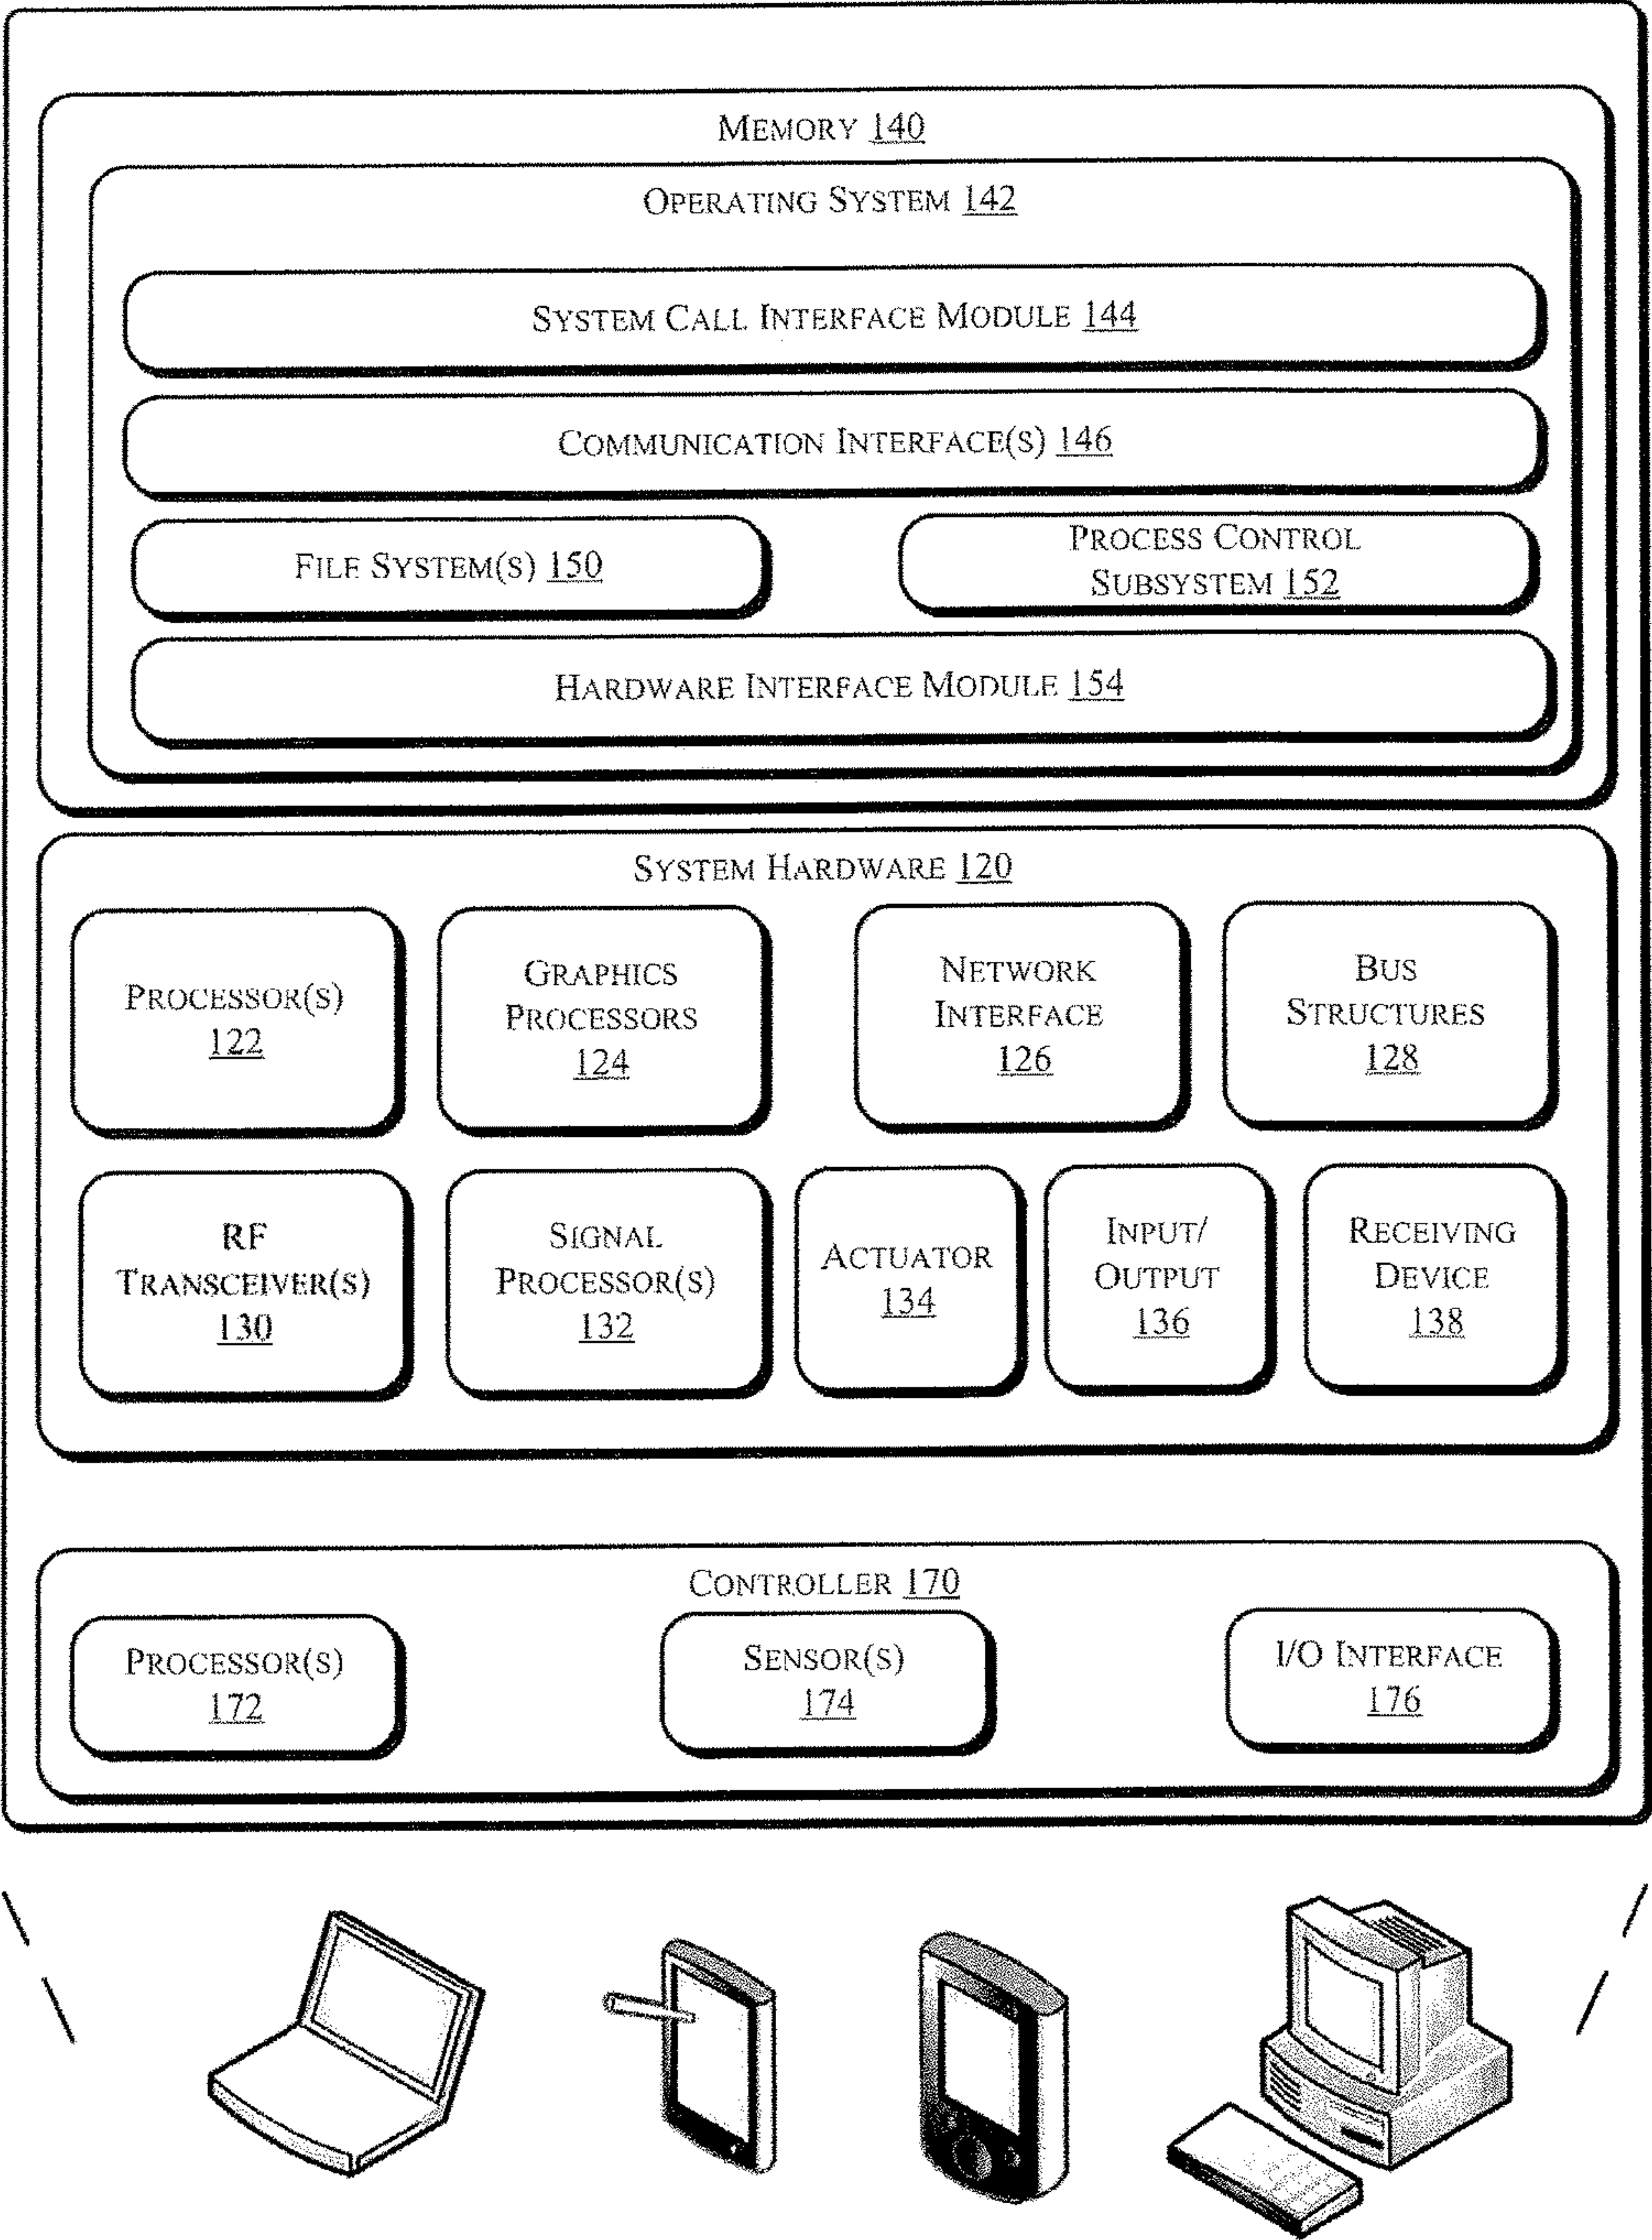 MEMORY 140
OPERATING SYSTEM 142
SYSTEM CALL INTERFACE MODULE 144
COMMUNICATION INTERFACE(S) 146
FILE SYSTEM(S) 150
PROCESS CONTROL
SUBSYSTEM 152
HARDWARE INTERFACE MODULE 154
SYSTEM HARDWARE 120
PROCESSOR(S)
122
GRAPHICS
PROCESSORS
124
NETWORK
INTERFACE
126
BUS
STRUCTURES
128
RF
TRANSCEIVER(S)
130
SIGNAL
PROCESSOR(S)
132
ACTUATOR
134
INPUT/
OUTPUT
136
RECEIVING
DEVICE
138
CONTROLLER 170
PROCESSOR(S)
172
SENSOR(S)
174
I/O INTERFACE
176